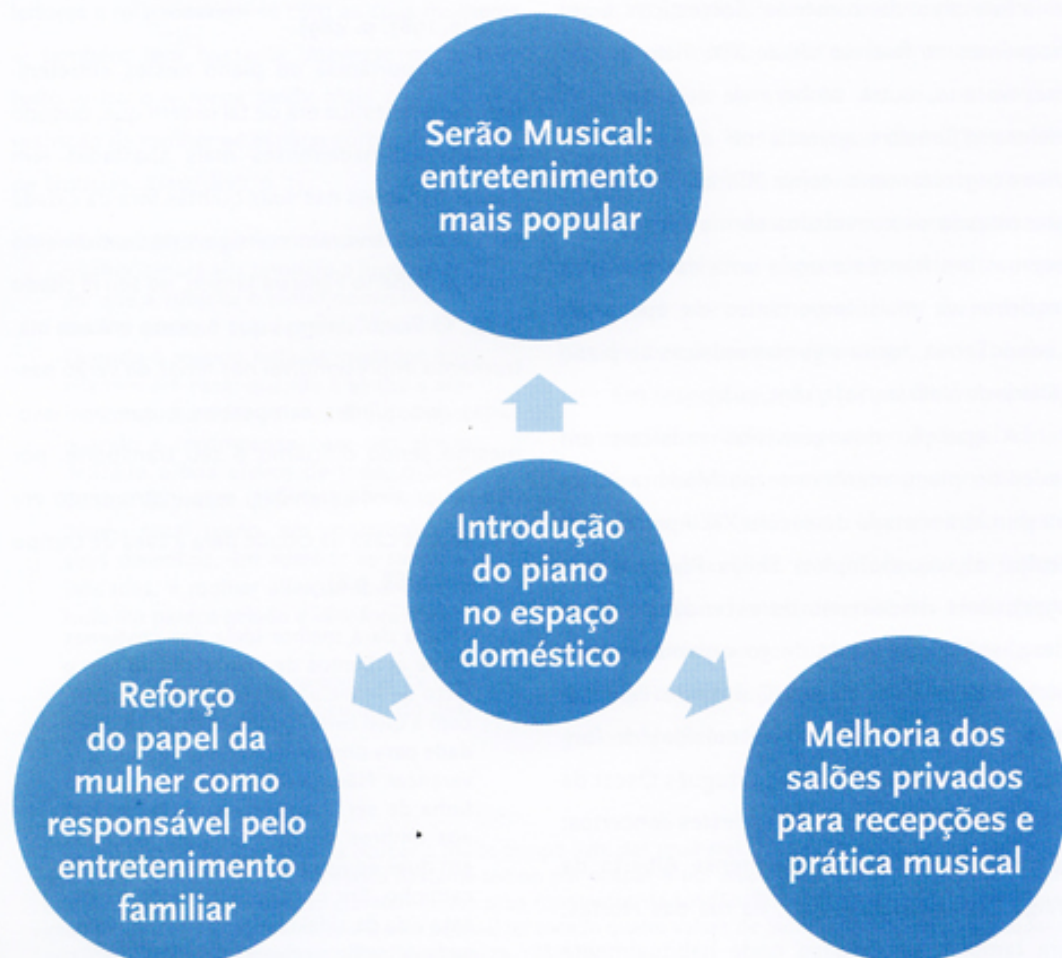 Serão Musical:
entretenimento
mais popular
Introdução
do piano
no espaço
doméstico
Reforço
do papel da
mulher como
responsável pelo
entretenimento
familiar
Melhoria dos
salões privados
para recepções e
prática musical